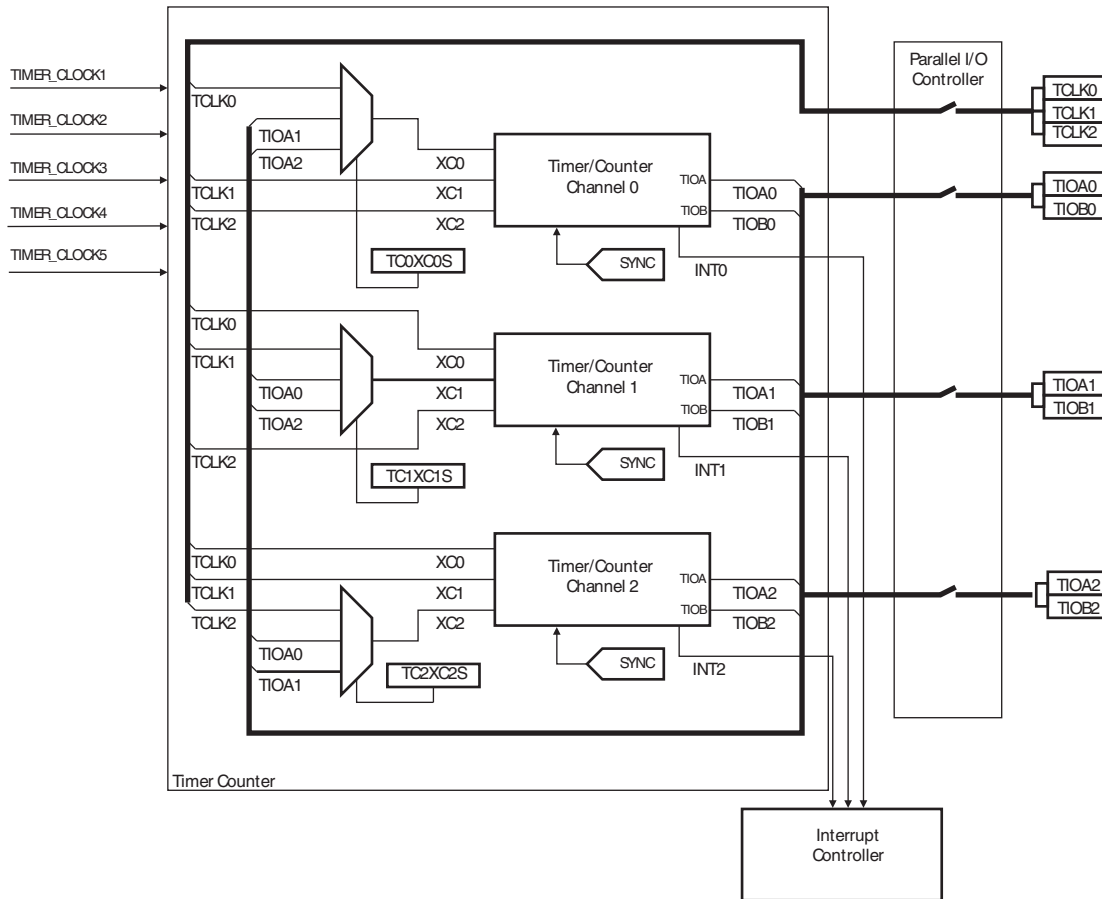 TIMER_CLOCK1
TIMER_CLOCK2
TIMER_CLOCK3
TIMER_CLOCK4
TIMER_CLOCK5
TCLK0
TIOA1
TIOA2
TCLK1
TCLK2
XC0
XC1
XC2
TC0XC0S
Timer/Counter
Channel 0
TIOA
TIOB
TIOA0
TIOB0
SYNC
INT0
TCLK0
TCLK1
TIOA0
TIOA2
TCLK2
XC0
XC1
XC2
TC1XC1S
Timer/Counter
Channel 1
TIOA
TIOB
TIOA1
TIOB1
SYNC
INT1
TCLK0
TCLK1
TCLK2
TIOA0
TIOA1
XC0
XC1
XC2
TC2XC2S
Timer/Counter
Channel 2
TIOA
TIOB
TIOA2
TIOB2
SYNC
INT2
Timer Counter
Parallel I/O
Controller
TCLK0
TCLK1
TCLK2
TIOA0
TIOB0
TIOA1
TIOB1
TIOA2
TIOB2
Interrupt
Controller